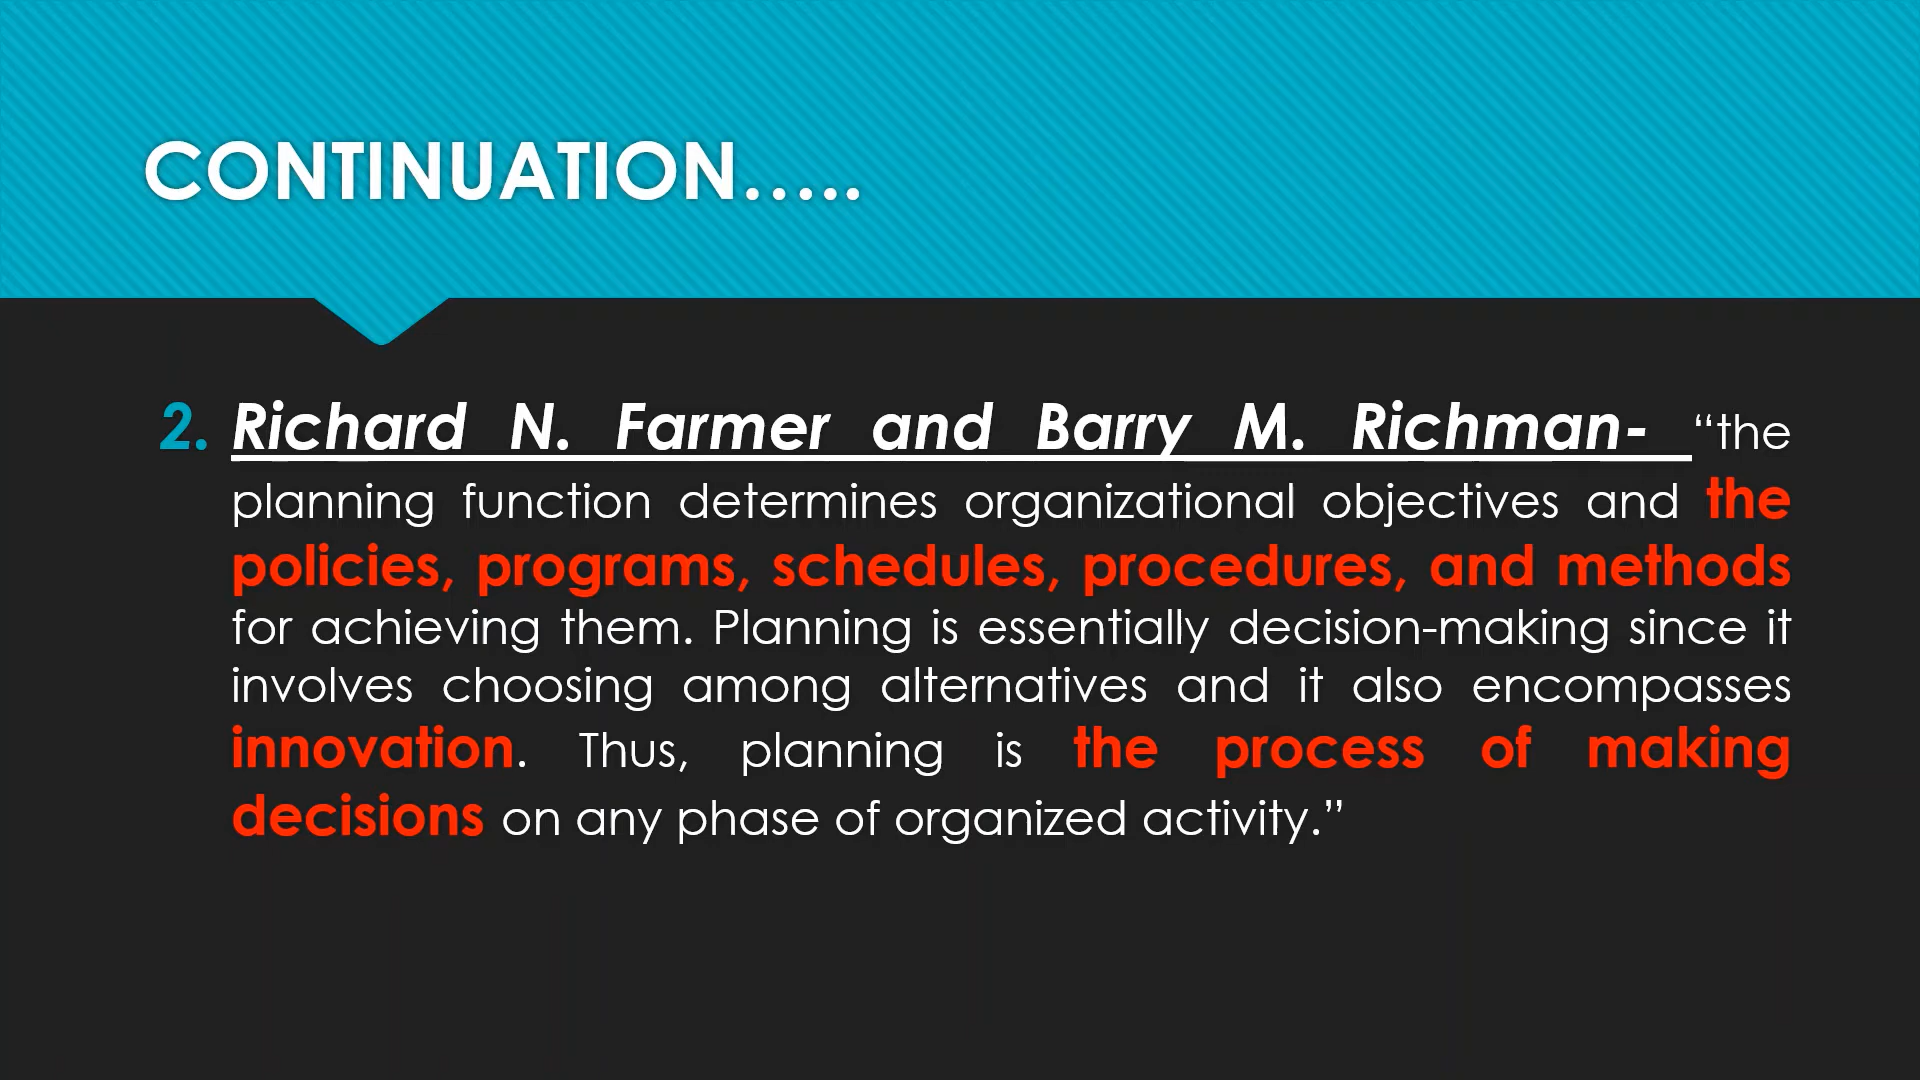 CONTINUATION…..
2. Richard N. Farmer and Barry M. Richman- “the
planning function determines organizational objectives and the
policies, programs, schedules, procedures, and methods
for achieving them. Planning is essentially decision-making since it
involves choosing among alternatives and it also encompasses
innovation. Thus, planning is the process of making
decisions on any phase of organized activity.”